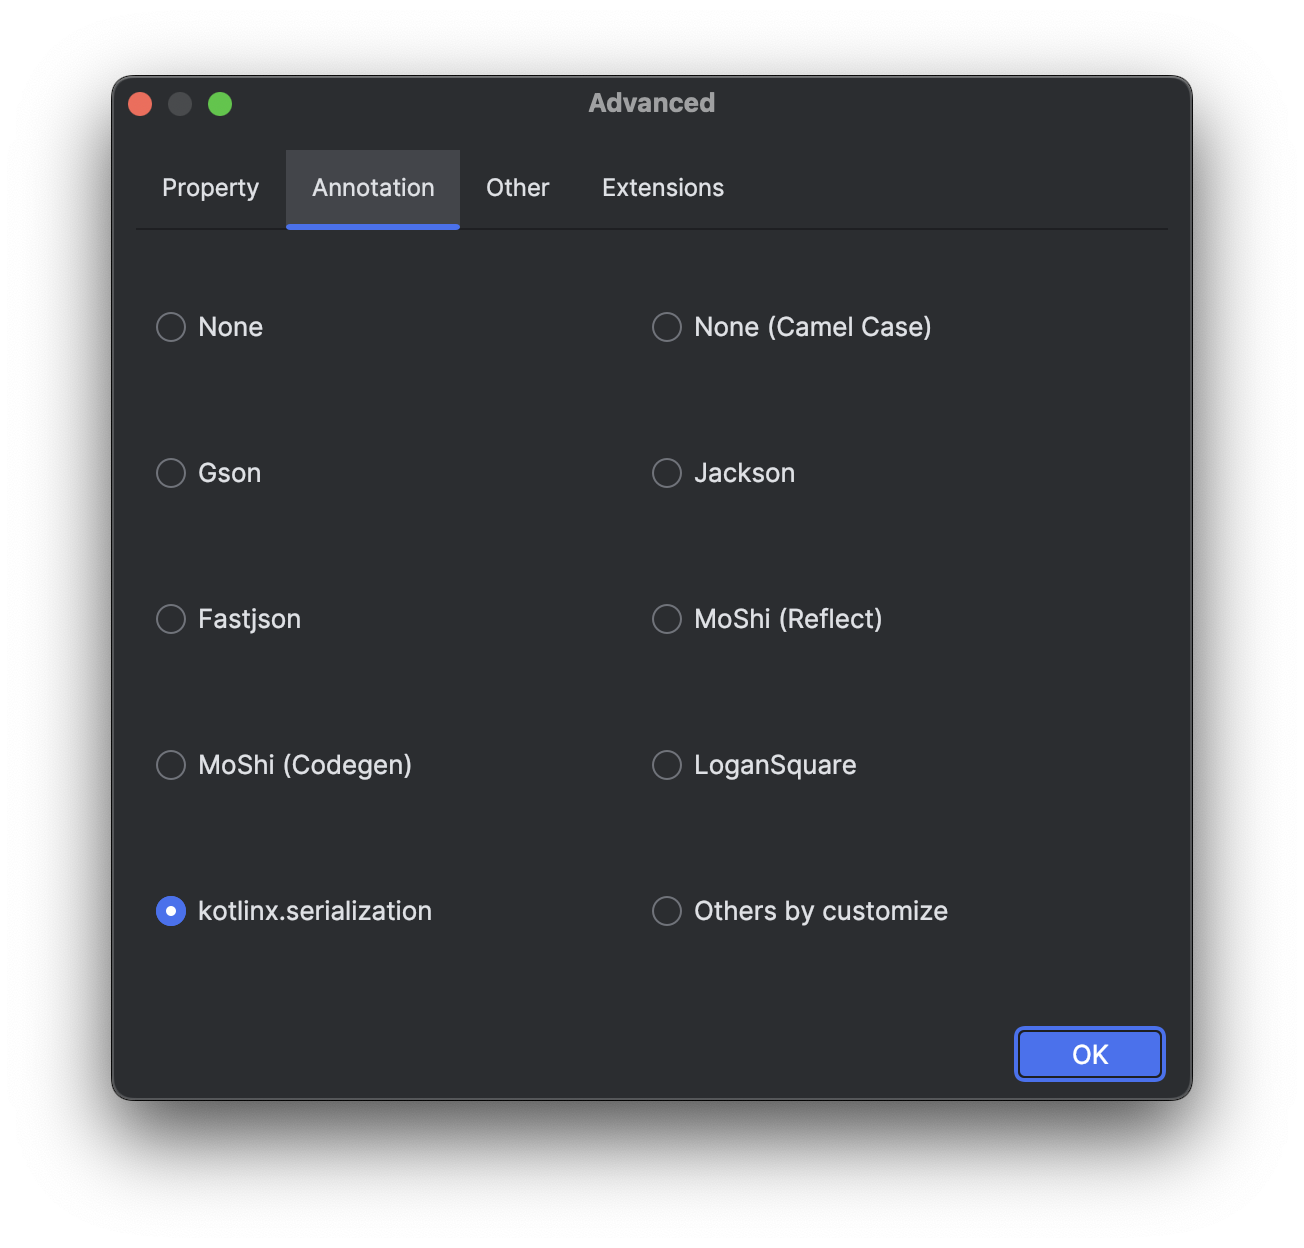 Advanced
Property Annotation Other Extensions
None None (Camel Case)
Gson Jackson
Fastjson MoShi (Reflect)
MoShi (Codegen) LoganSquare
kotlinx.serialization Others by customize
OK